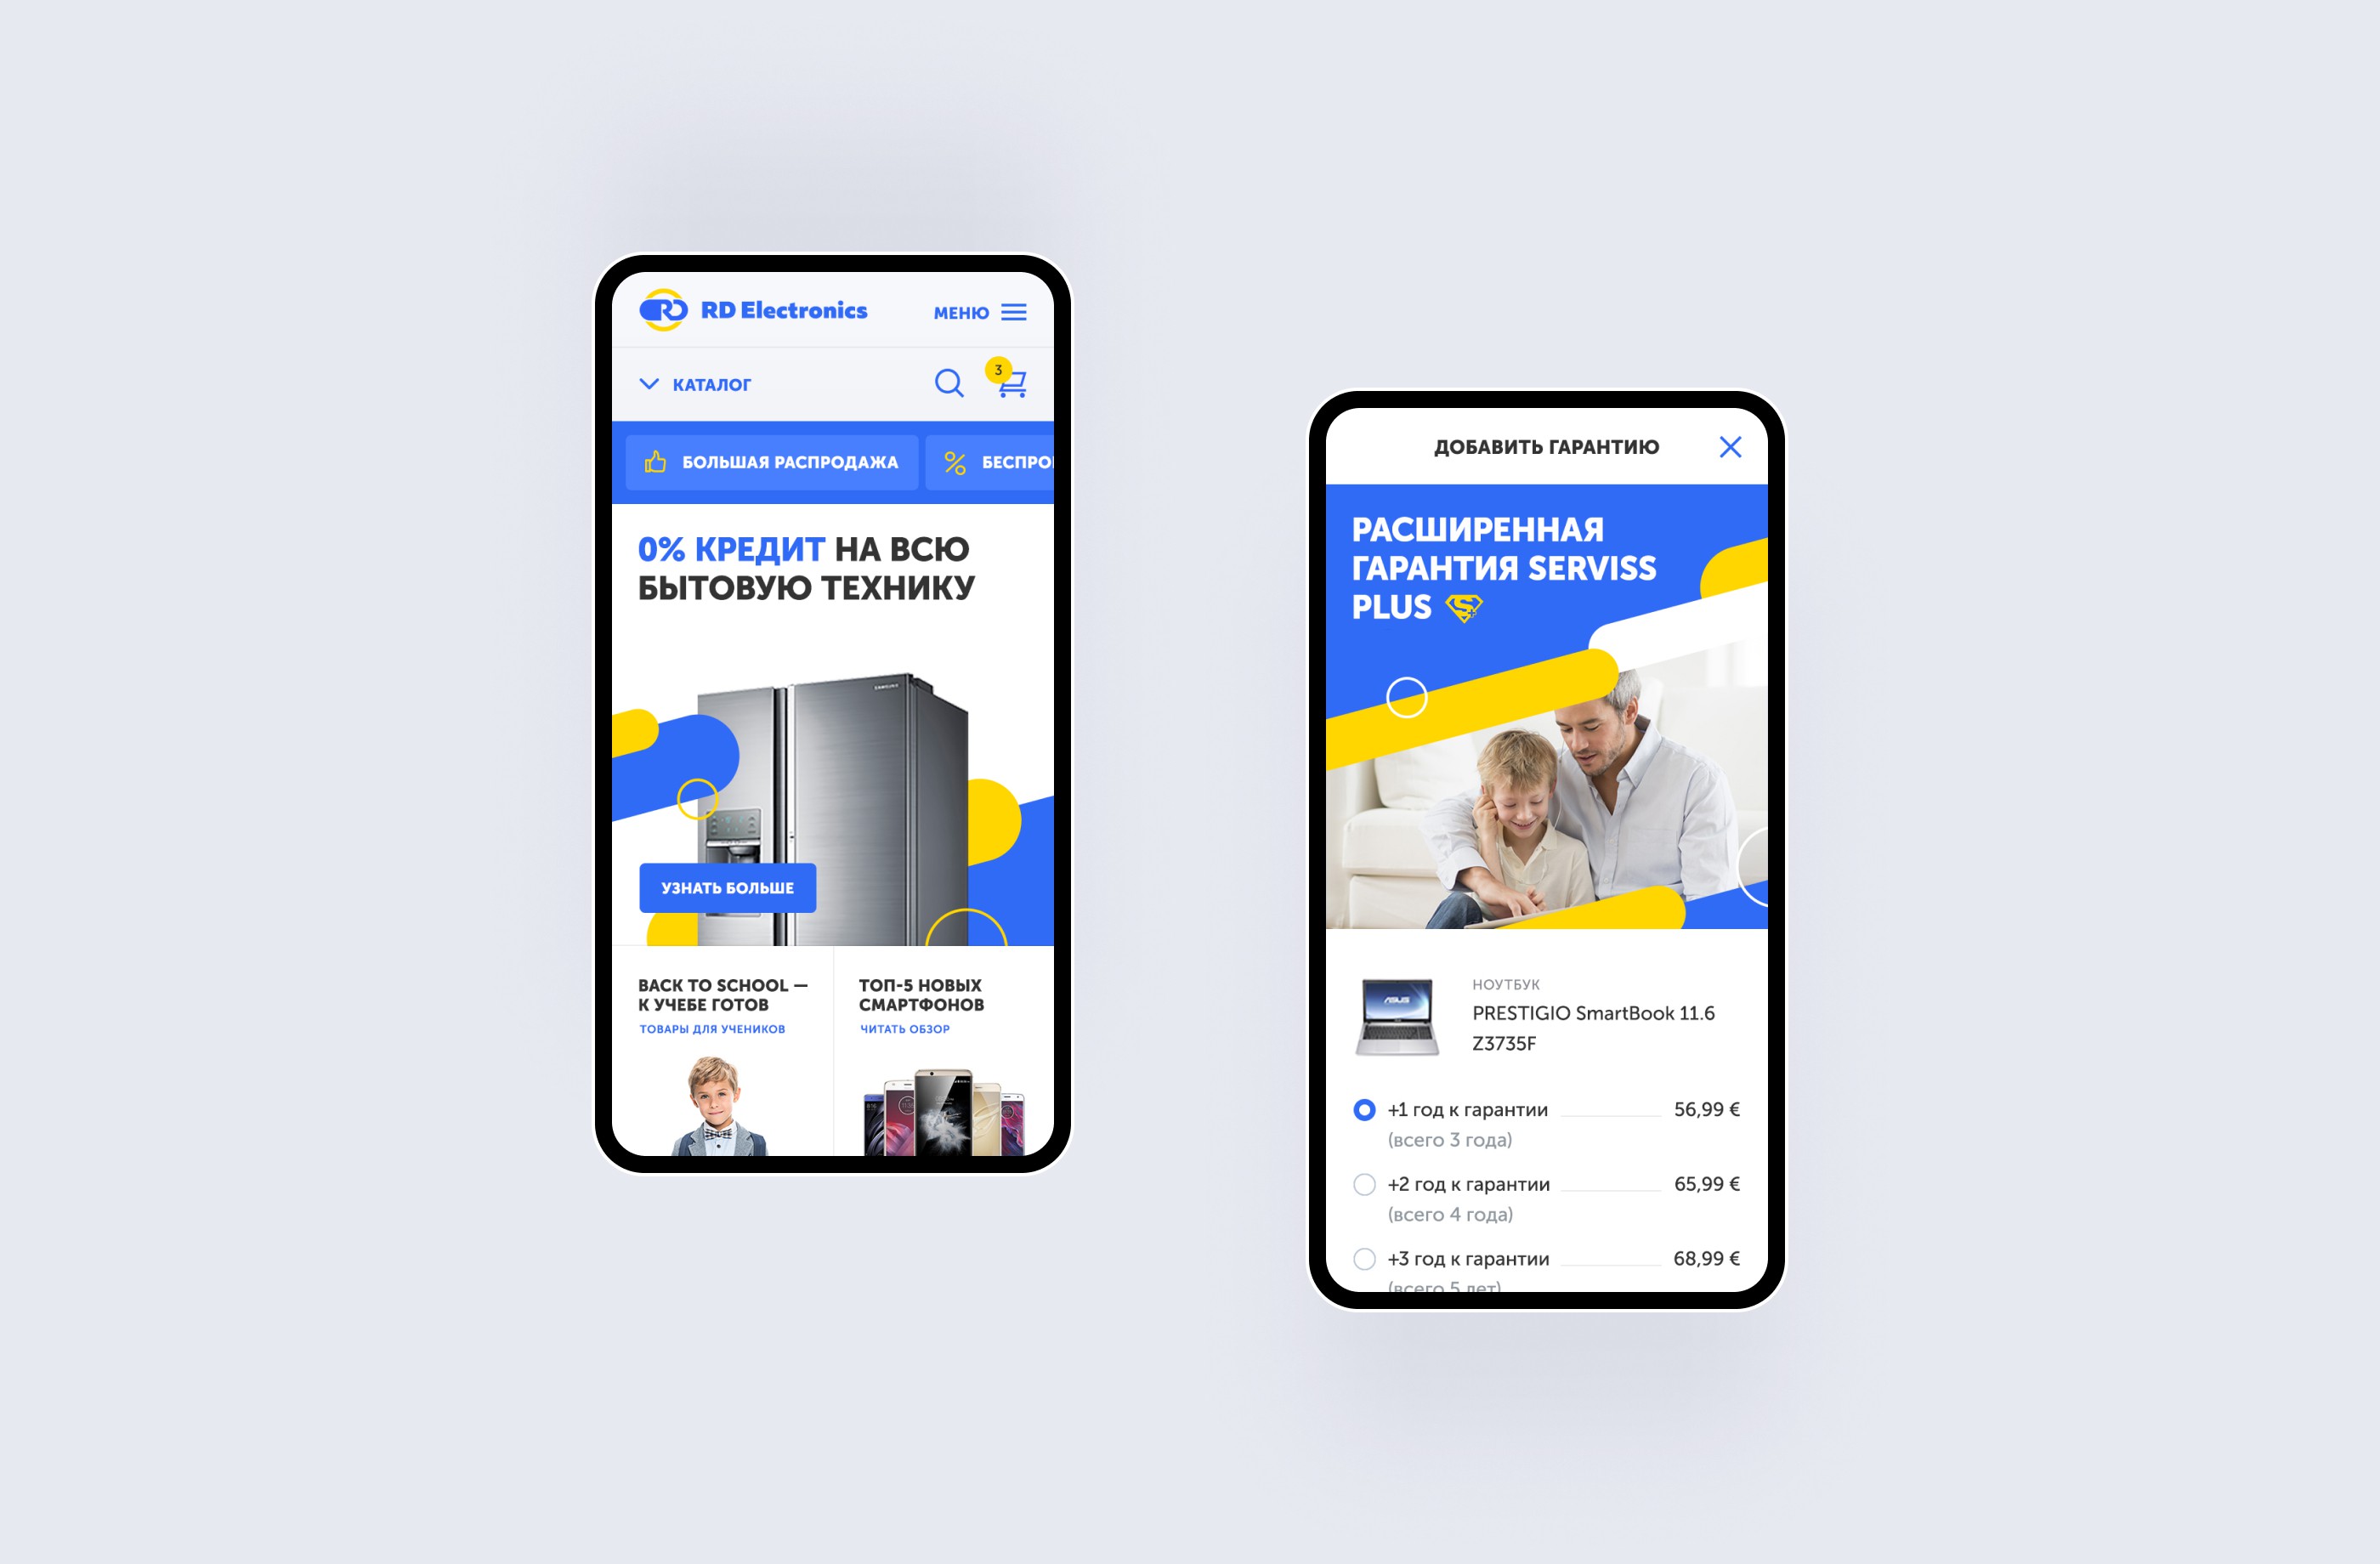 RD Electronics
МЕНЮ
КАТАЛОГ
3
БОЛЬШАЯ РАСПРОДАЖА
0% КРЕДИТ НА ВСЮ
БЫТОВУЮ ТЕХНИКУ
SAMSUNG
УЗНАТЬ БОЛЬШЕ
BACK TO SCHOOL —
К УЧЕБЕ ГОТОВ
ТОВАРЫ ДЛЯ УЧЕНИКОВ
ТОП-5 НОВЫХ
СМАРТФОНОВ
ЧИТАТЬ ОБЗОР
ДОБАВИТЬ ГАРАНТИЮ
РАСШИРЕННАЯ
ГАРАНТИЯ SERVISS
PLUS
ASUS
НОУТБУК
PRESTIGIO SmartBook 11.6
Z3735F
+1 год к гарантии 56,99 €
(всего 3 года)
+2 год к гарантии 65,99 €
(всего 4 года)
+3 год к гарантии 68,99 €
(всего 5 лет)